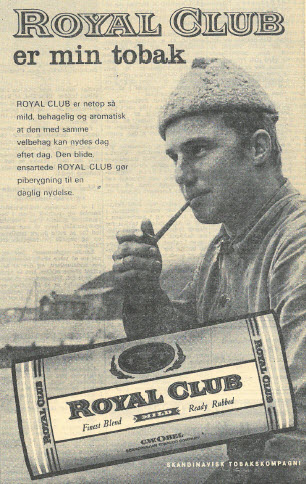 ROYAL CLUB
er min tobak
ROYAL CLUB er netop så
mild, behagelig og aromatisk
at den med samme
velbehag kan nydes dag
efter dag. Den blide,
ensartede ROYAL CLUB gør
piberygning til en
daglig nydelse.
ROYAL CLUB
ROYAL CLUB
Finest Blend
MILD
Ready Rubbed
C.W.OBEL
ROYAL CLUB
SKANDINAVISK TOBAKSKOMPAGNI